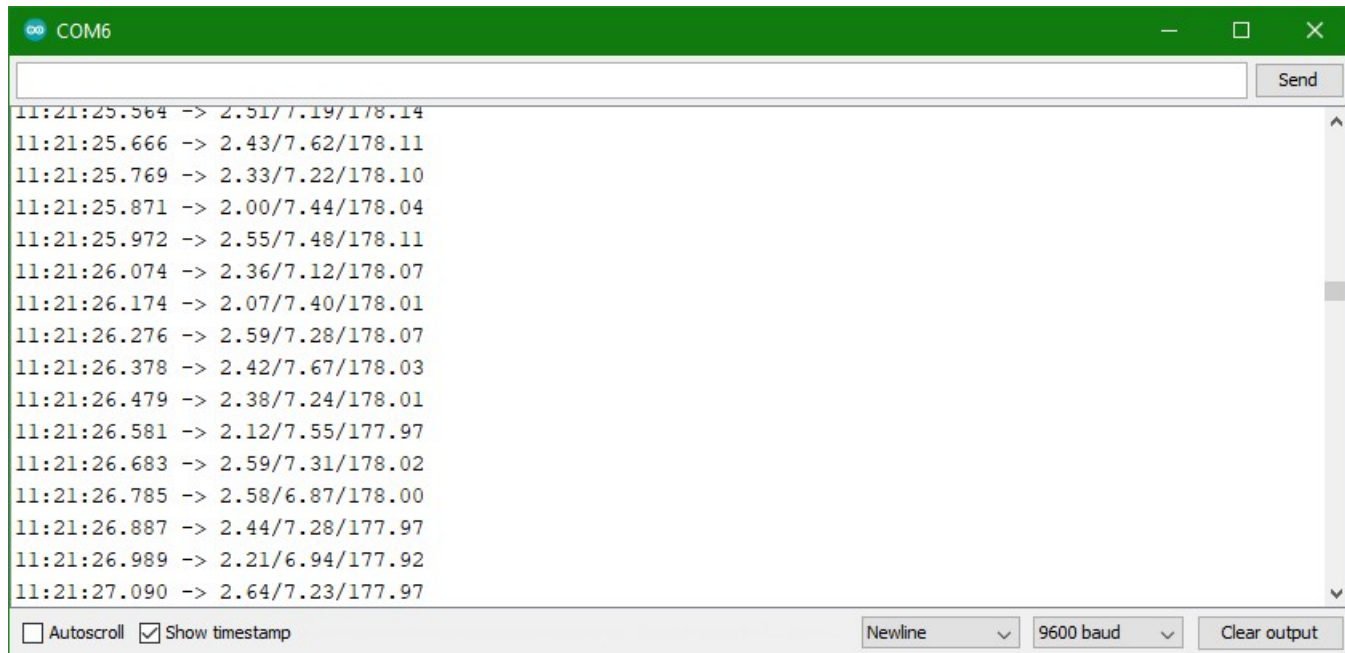 COM6
Send
11:21:25.564 -> 2.51/7.19/178.14
11:21:25.666 -> 2.43/7.62/178.11
11:21:25.769 -> 2.33/7.22/178.10
11:21:25.871 -> 2.00/7.44/178.04
11:21:25.972 -> 2.55/7.48/178.11
11:21:26.074 -> 2.36/7.12/178.07
11:21:26.174 -> 2.07/7.40/178.01
11:21:26.276 -> 2.59/7.28/178.07
11:21:26.378 -> 2.42/7.67/178.03
11:21:26.479 -> 2.38/7.24/178.01
11:21:26.581 -> 2.12/7.55/177.97
11:21:26.683 -> 2.59/7.31/178.02
11:21:26.785 -> 2.58/6.87/178.00
11:21:26.887 -> 2.44/7.28/177.97
11:21:26.989 -> 2.21/6.94/177.92
11:21:27.090 -> 2.64/7.23/177.97
Autoscroll Show timestamp Newline 9600 baud Clear output